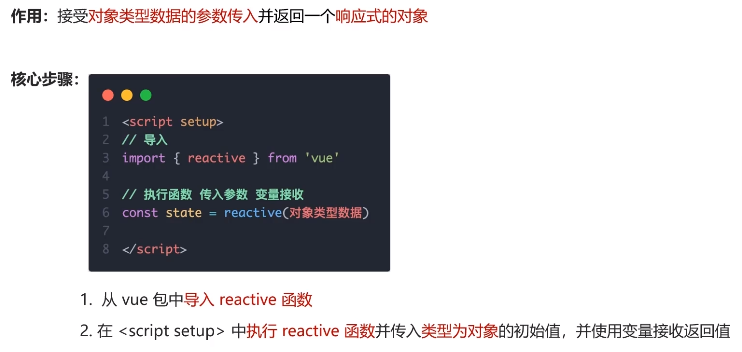 作用：接受对象类型数据的参数传入并返回一个响应式的对象
核心步骤：
1 <script setup>
2 // 导入
3 import { reactive } from 'vue'
4
5 // 执行函数 传入参数 变量接收
6 const state = reactive(对象类型数据)
7
8 </script>
1. 从 vue 包中导入 reactive 函数
2. 在 <script setup> 中执行 reactive 函数并传入类型为对象的初始值，并使用变量接收返回值